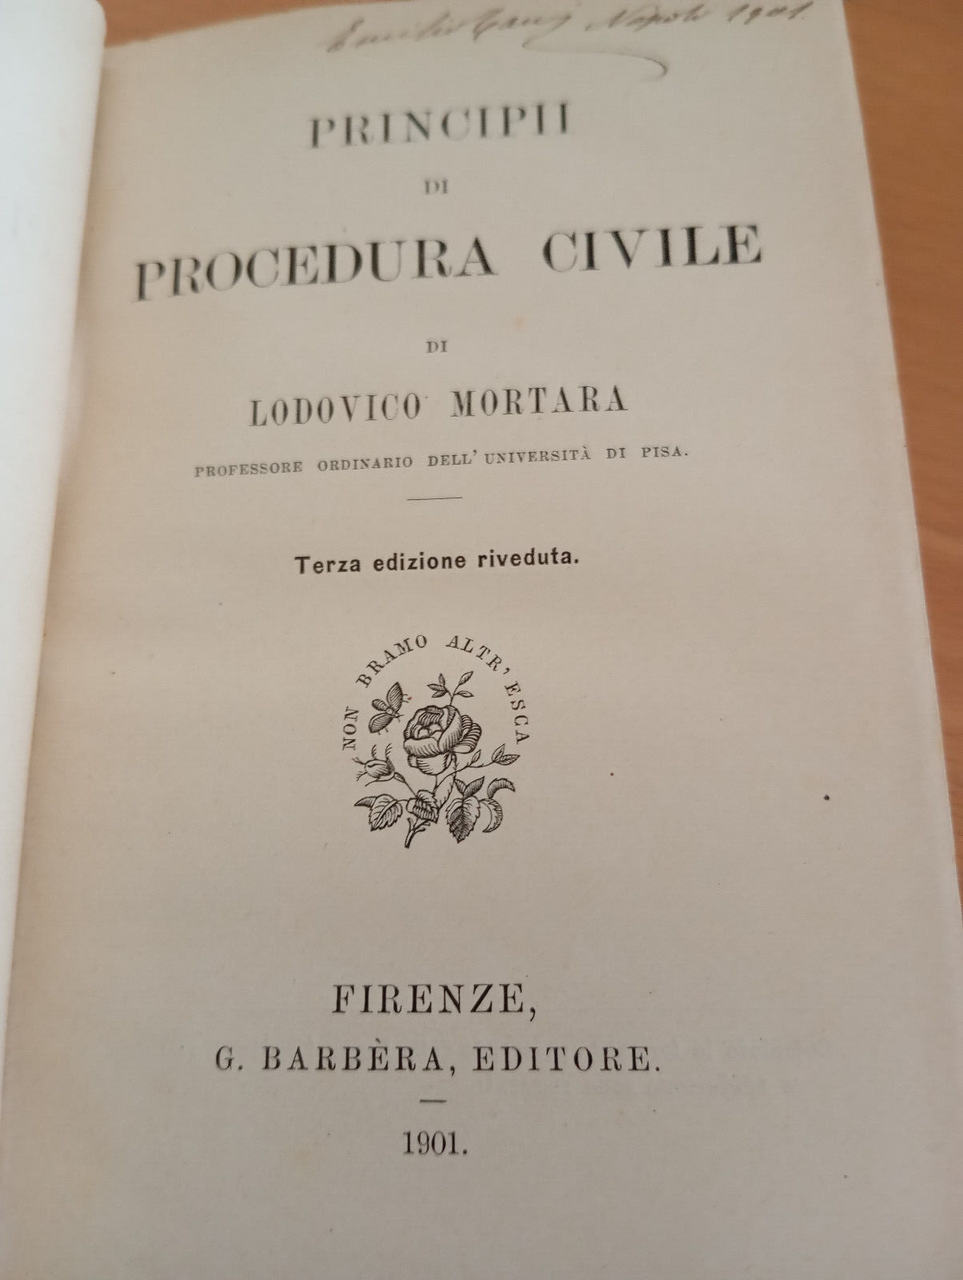 Emilio Napoli 1901.
PRINCIPII
DI
PROCEDURA CIVILE
DI
LODOVICO MORTARA
PROFESSORE ORDINARIO DELL' UNIVERSITÀ DI PISA.
Terza edizione riveduta.
NON BRAMO ALTR' ESCA
FIRENZE,
G. BARBÈRA, EDITORE.
1901.